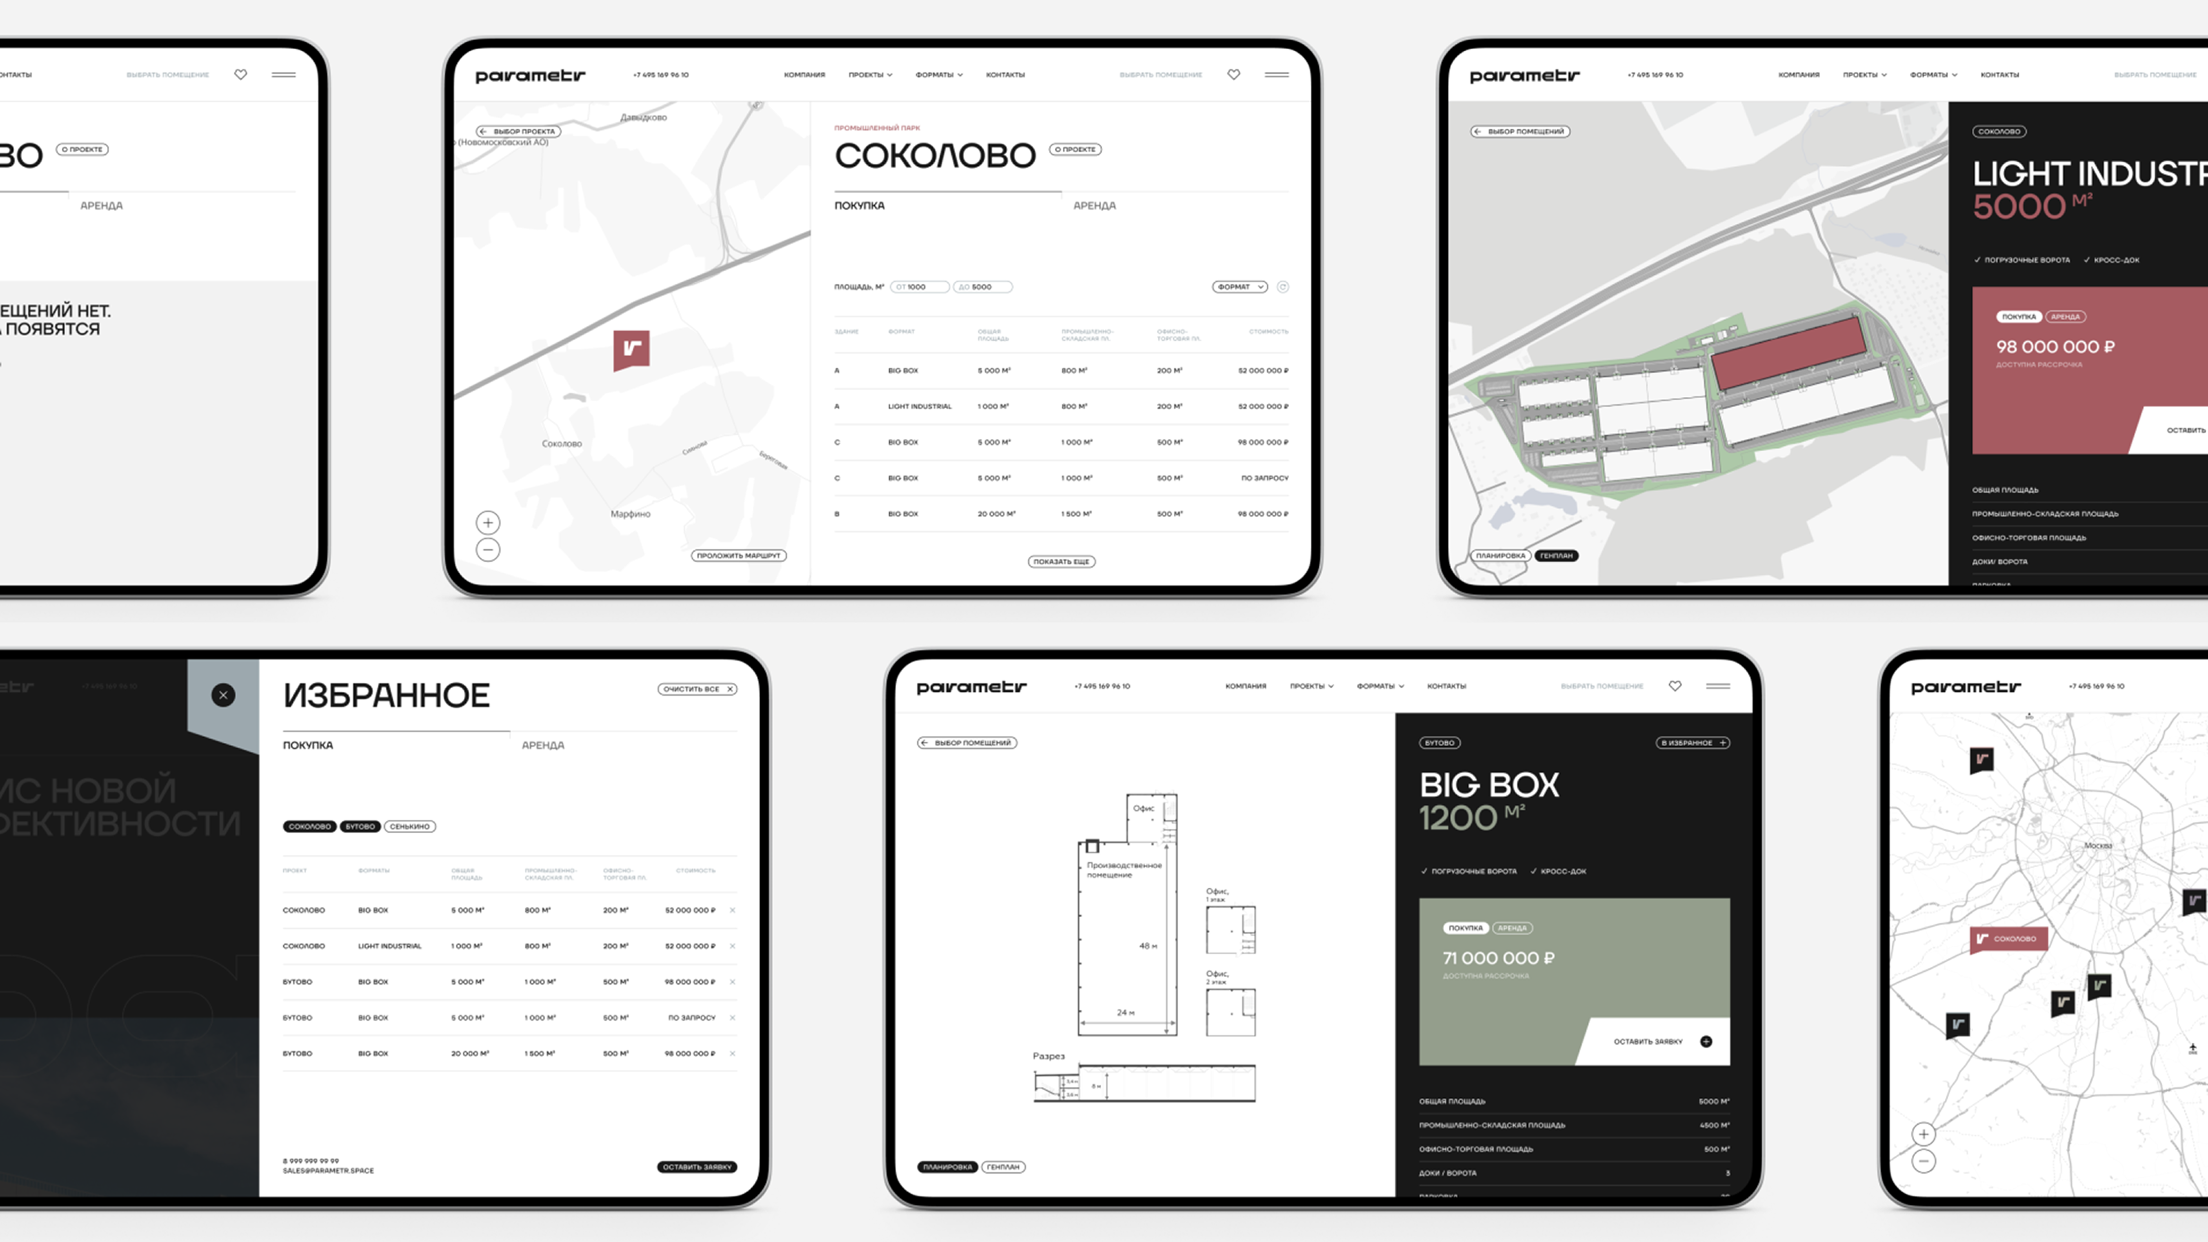 ОНТАКТЫ
ВЫБРАТЬ ПОМЕЩЕНИЕ
ВО
О ПРОЕКТЕ
АРЕНДА
ЕЩЕНИЙ НЕТ.
ПОЯВЯТСЯ
parametr
+7 495 169 96 10
КОМПАНИЯ
ПРОЕКТЫ
ФОРМАТЫ
КОНТАКТЫ
ВЫБРАТЬ ПОМЕЩЕНИЕ
Давыдково
ВЫБОР ПРОЕКТА
(Новомосковский АО)
Соколово
Синяова
Береговая
Марфино
ПРОЛОЖИТЬ МАРШРУТ
ПРОМЫШЛЕННЫЙ ПАРК
СОКОЛОВО
О ПРОЕКТЕ
ПОКУПКА
АРЕНДА
ПЛОЩАДЬ, М² ОТ 1000 ДО 5000 ФОРМАТ
ЗДАНИЕ ФОРМАТ ОБЩАЯ ПЛОЩАДЬ ПРОМЫШЛЕННО-СКЛАДСКАЯ ПЛ. ОФИСНО-ТОРГОВАЯ ПЛ. СТОИМОСТЬ
A BIG BOX 5 000 М² 800 М² 200 М² 52 000 000 ₽
A LIGHT INDUSTRIAL 1 000 М² 800 М² 200 М² 52 000 000 ₽
C BIG BOX 5 000 М² 1 000 М² 500 М² 98 000 000 ₽
C BIG BOX 5 000 М² 1 000 М² 500 М² ПО ЗАПРОСУ
B BIG BOX 20 000 М² 1 500 М² 500 М² 98 000 000 ₽
ПОКАЗАТЬ ЕЩЕ
parametr
+7 495 169 96 10
КОМПАНИЯ
ПРОЕКТЫ
ФОРМАТЫ
КОНТАКТЫ
ВЫБРАТЬ ПОМЕЩЕНИЕ
ВЫБОР ПОМЕЩЕНИЙ
ПЛАНИРОВКА
ГЕНПЛАН
СОКОЛОВО
LIGHT INDUSTR
5000 М²
ПОГРУЗОЧНЫЕ ВОРОТА
КРОСС-ДОК
ПОКУПКА
АРЕНДА
98 000 000 ₽
ДОСТУПНА РАССРОЧКА
ОСТАВИТЬ
ОБЩАЯ ПЛОЩАДЬ
ПРОМЫШЛЕННО-СКЛАДСКАЯ ПЛОЩАДЬ
ОФИСНО-ТОРГОВАЯ ПЛОЩАДЬ
ДОКИ/ ВОРОТА
ПАРКОВКА
etr
+7 495 169 96 10
ИС НОВОЙ
ФЕКТИВНОСТИ
ИЗБРАННОЕ
ОЧИСТИТЬ ВСЕ
ПОКУПКА
АРЕНДА
СОКОЛОВО
БУТОВО
СЕНЬКИНО
ПРОЕКТ ФОРМАТЫ ОБЩАЯ ПЛОЩАДЬ ПРОМЫШЛЕННО-СКЛАДСКАЯ ПЛ. ОФИСНО-ТОРГОВАЯ ПЛ. СТОИМОСТЬ
СОКОЛОВО BIG BOX 5 000 М² 800 М² 200 М² 52 000 000 ₽
СОКОЛОВО LIGHT INDUSTRIAL 1 000 М² 800 М² 200 М² 52 000 000 ₽
БУТОВО BIG BOX 5 000 М² 1 000 М² 500 М² 98 000 000 ₽
БУТОВО BIG BOX 5 000 М² 1 000 М² 500 М² ПО ЗАПРОСУ
БУТОВО BIG BOX 20 000 М² 1 500 М² 500 М² 98 000 000 ₽
8 999 999 99 99
SALES@PARAMETR.SPACE
ОСТАВИТЬ ЗАЯВКУ
parametr
+7 495 169 96 10
КОМПАНИЯ
ПРОЕКТЫ
ФОРМАТЫ
КОНТАКТЫ
ВЫБРАТЬ ПОМЕЩЕНИЕ
ВЫБОР ПОМЕЩЕНИЙ
Офис
Производственное
помещение
48 м
24 м
Офис,
1 этаж
Офис,
2 этаж
Разрез
3,4 м
3,6 м
8 м
ПЛАНИРОВКА
ГЕНПЛАН
БУТОВО
В ИЗБРАННОЕ
BIG BOX
1200 М²
ПОГРУЗОЧНЫЕ ВОРОТА
КРОСС-ДОК
ПОКУПКА
АРЕНДА
71 000 000 ₽
ДОСТУПНА РАССРОЧКА
ОСТАВИТЬ ЗАЯВКУ
ОБЩАЯ ПЛОЩАДЬ 5000 М²
ПРОМЫШЛЕННО-СКЛАДСКАЯ ПЛОЩАДЬ 4500 М²
ОФИСНО-ТОРГОВАЯ ПЛОЩАДЬ 500 М²
ДОКИ / ВОРОТА 3
ПАРКОВКА
parametr
+7 495 169 96 10
Москва
СОКОЛОВО